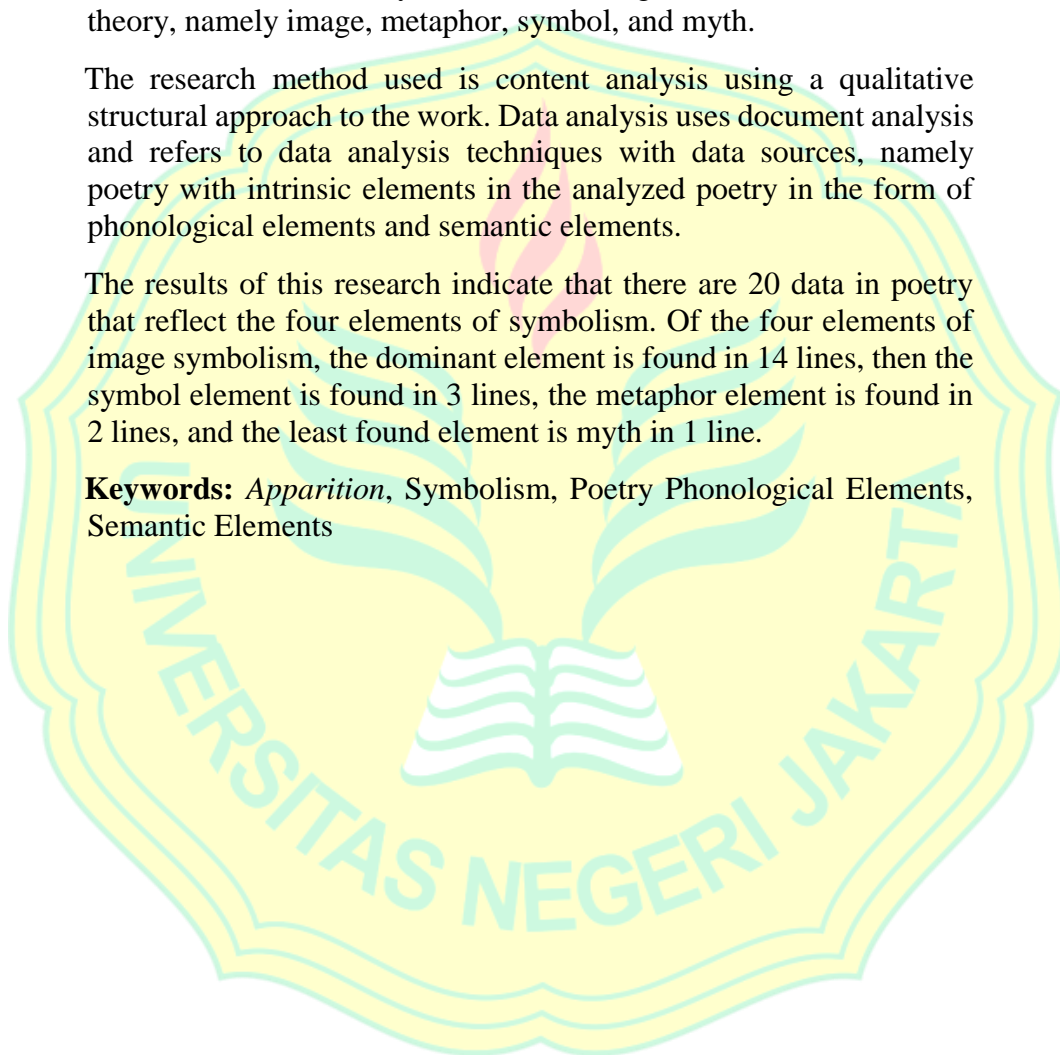 theory, namely image, metaphor, symbol, and myth.
The research method used is content analysis using a qualitative
structural approach to the work. Data analysis uses document analysis
and refers to data analysis techniques with data sources, namely
poetry with intrinsic elements in the analyzed poetry in the form of
phonological elements and semantic elements.
The results of this research indicate that there are 20 data in poetry
that reflect the four elements of symbolism. Of the four elements of
image symbolism, the dominant element is found in 14 lines, then the
symbol element is found in 3 lines, the metaphor element is found in
2 lines, and the least found element is myth in 1 line.
Keywords: Apparition, Symbolism, Poetry Phonological Elements,
Semantic Elements
UNIVERSITAS NEGERI JAKARTA